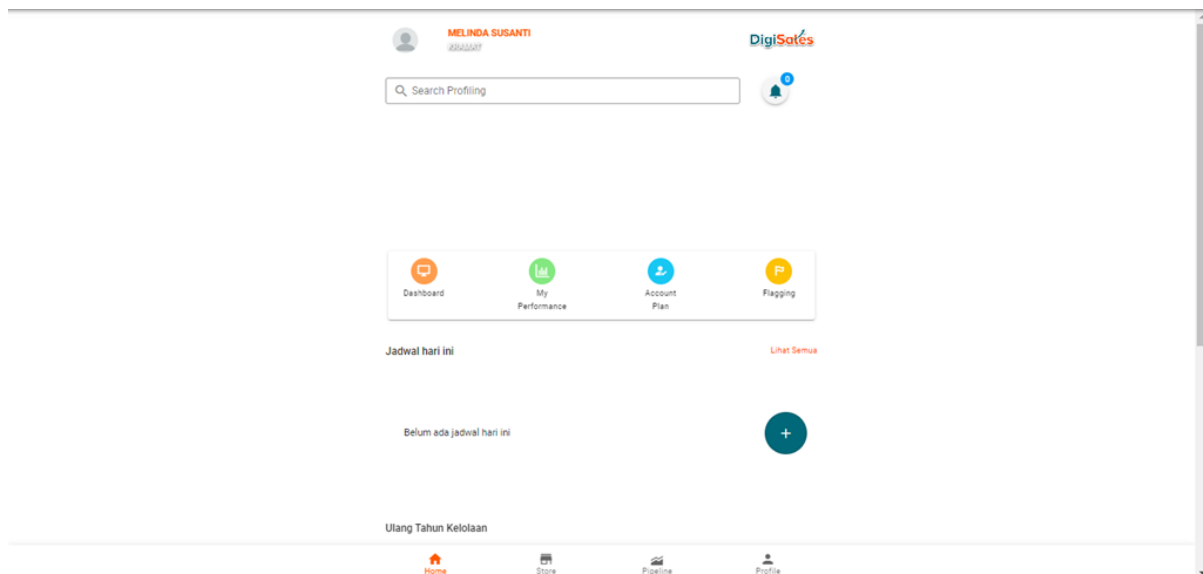 MELINDA SUSANTI
KRAMAT
DigiSales
Search Profiling
0
Dashboard
My
Performance
Account
Plan
Flagging
Jadwal hari ini
Lihat Semua
Belum ada jadwal hari ini
Ulang Tahun Kelolaan
Home
Store
Pipeline
Profile